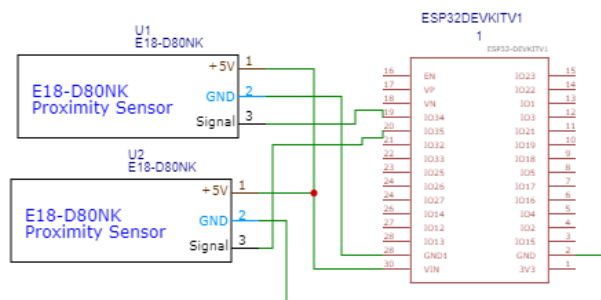 U1
E18-D80NK
+5V 1
E18-D80NK GND 2
Proximity Sensor
Signal 3
U2
E18-D80NK
+5V 1
E18-D80NK GND 2
Proximity Sensor
Signal 3
ESP32DEVKITV1
1
ESP32-DEVKITV1
16 EN IO23 15
17 VP IO22 14
18 VN IO1 13
19 IO34 IO3 12
20 IO35 IO21 11
21 IO32 IO19 10
22 IO33 IO18 9
23 IO25 IO5 8
24 IO26 IO17 7
24 IO27 IO16 6
26 IO14 IO4 5
27 IO12 IO2 4
28 IO13 IO15 3
28 GND1 GND 2
30 VIN 3V3 1